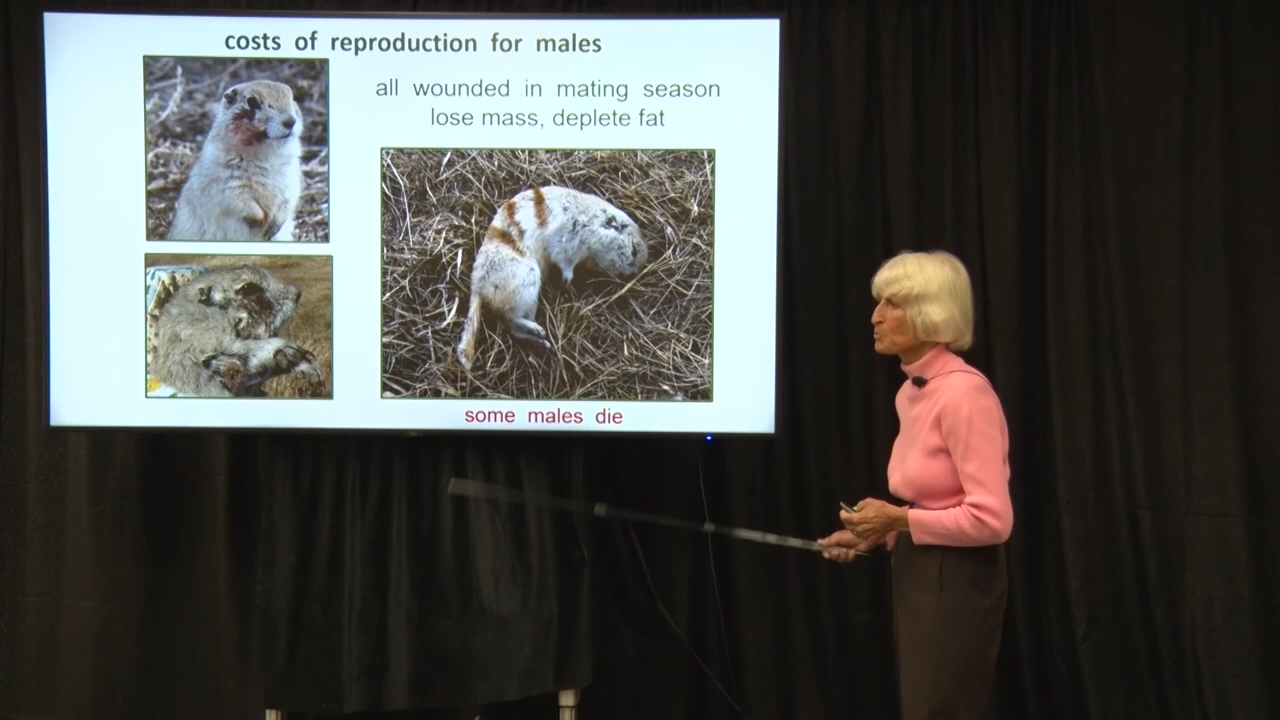 costs of reproduction for males
all wounded in mating season
lose mass, deplete fat
some males die